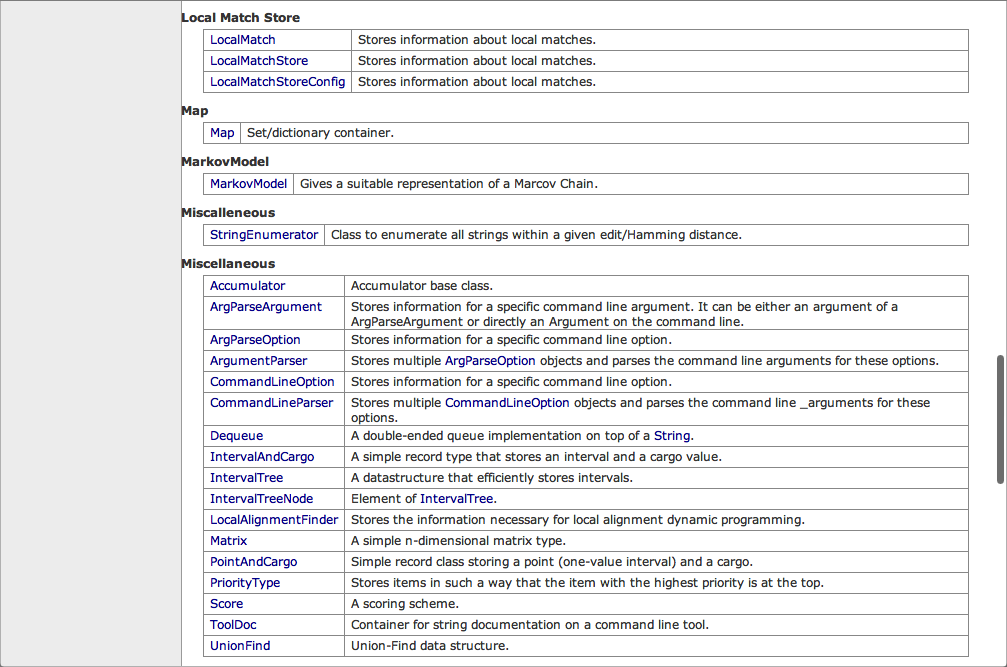 Local Match Store
LocalMatch Stores information about local matches.
LocalMatchStore Stores information about local matches.
LocalMatchStoreConfig Stores information about local matches.
Map
Map Set/dictionary container.
MarkovModel
MarkovModel Gives a suitable representation of a Marcov Chain.
Miscalleneous
StringEnumerator Class to enumerate all strings within a given edit/Hamming distance.
Miscellaneous
Accumulator Accumulator base class.
ArgParseArgument Stores information for a specific command line argument. It can be either an argument of a
ArgParseArgument or directly an Argument on the command line.
ArgParseOption Stores information for a specific command line option.
ArgumentParser Stores multiple ArgParseOption objects and parses the command line arguments for these options.
CommandLineOption Stores information for a specific command line option.
CommandLineParser Stores multiple CommandLineOption objects and parses the command line _arguments for these
options.
Dequeue A double-ended queue implementation on top of a String.
IntervalAndCargo A simple record type that stores an interval and a cargo value.
IntervalTree A datastructure that efficiently stores intervals.
IntervalTreeNode Element of IntervalTree.
LocalAlignmentFinder Stores the information necessary for local alignment dynamic programming.
Matrix A simple n-dimensional matrix type.
PointAndCargo Simple record class storing a point (one-value interval) and a cargo.
PriorityType Stores items in such a way that the item with the highest priority is at the top.
Score A scoring scheme.
ToolDoc Container for string documentation on a command line tool.
UnionFind Union-Find data structure.